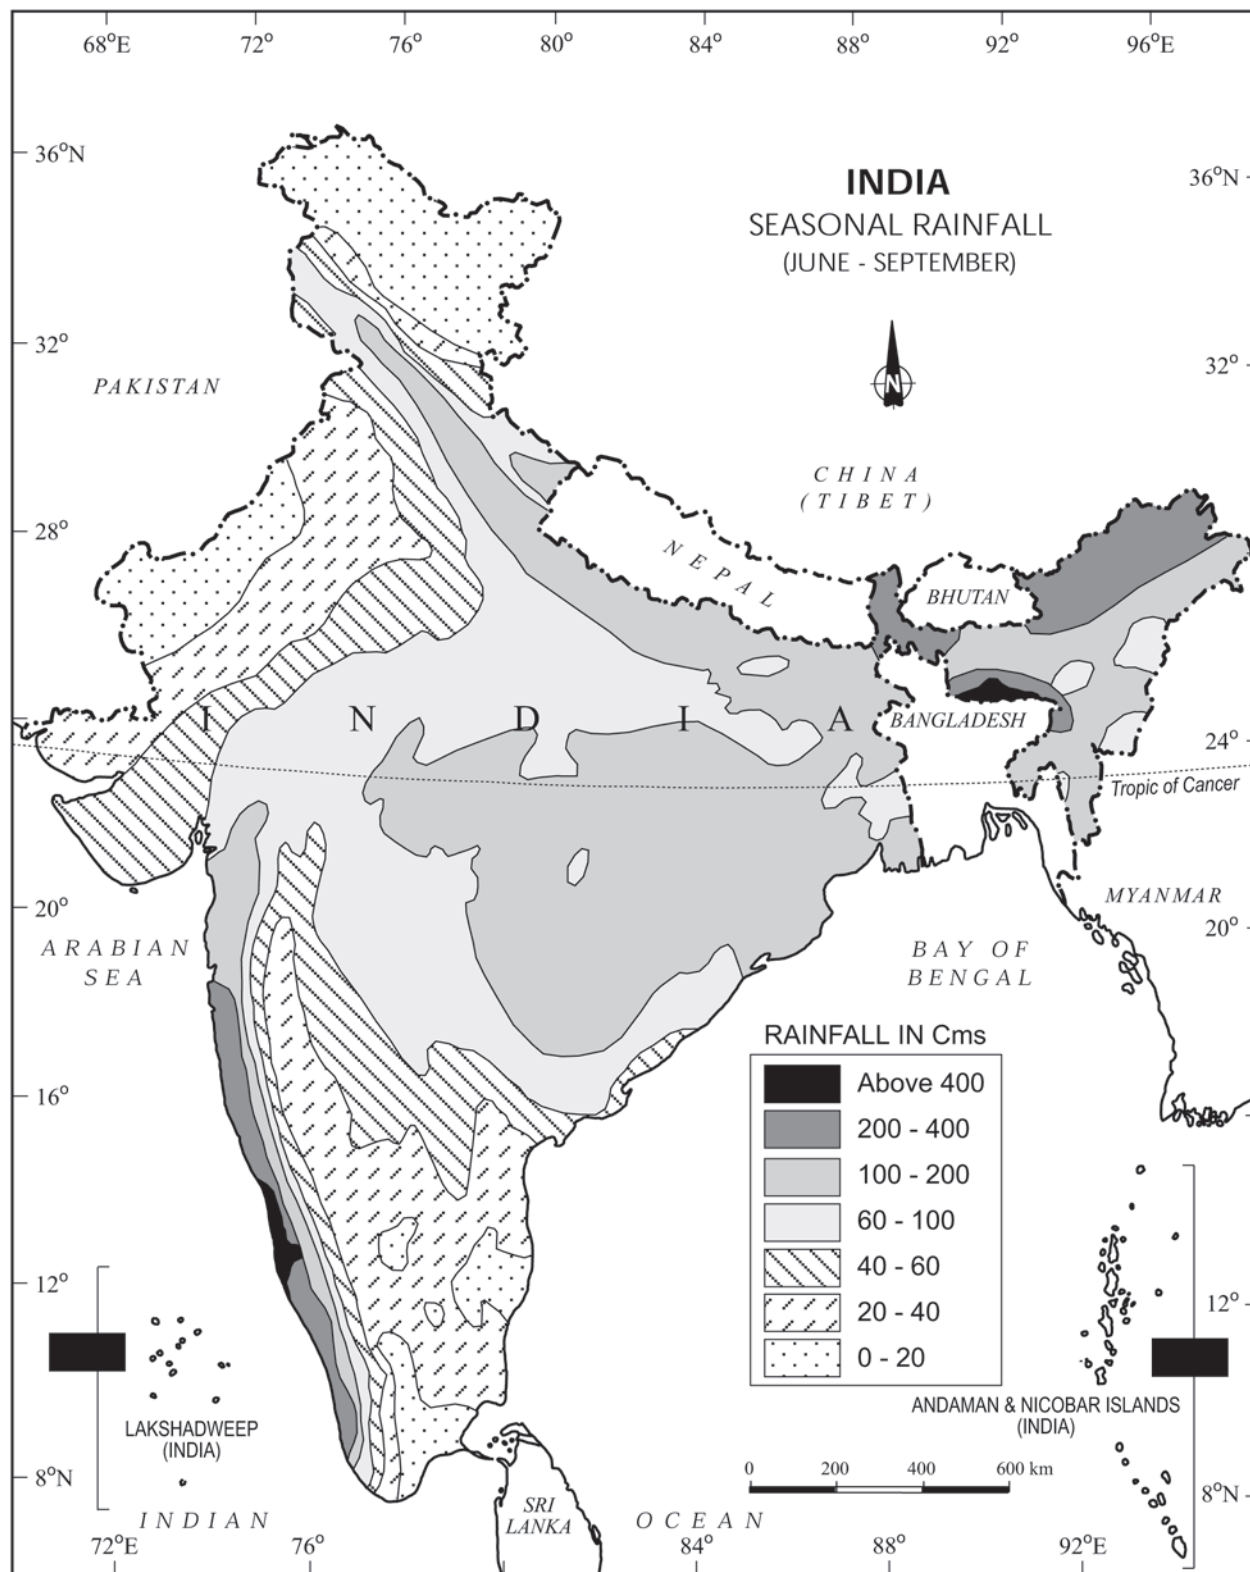 68°E 72° 76° 80° 84° 88° 92° 96°E
36°N
INDIA
36°N
SEASONAL RAINFALL
(JUNE - SEPTEMBER)
32°
N
32°
PAKISTAN
CHINA
(TIBET)
28°
NEPAL
BHUTAN
INDIA
BANGLADESH
24°
Tropic of Cancer
20°
MYANMAR
20°
ARABIAN
SEA
BAY OF
BENGAL
RAINFALL IN Cms
Above 400
16°
200 - 400
100 - 200
60 - 100
40 - 60
12°
12°
20 - 40
0 - 20
ANDAMAN & NICOBAR ISLANDS
(INDIA)
LAKSHADWEEP
(INDIA)
0 200 400 600 km
8°N
8°N
SRI
LANKA
INDIAN OCEAN
72°E 76° 84° 88° 92°E